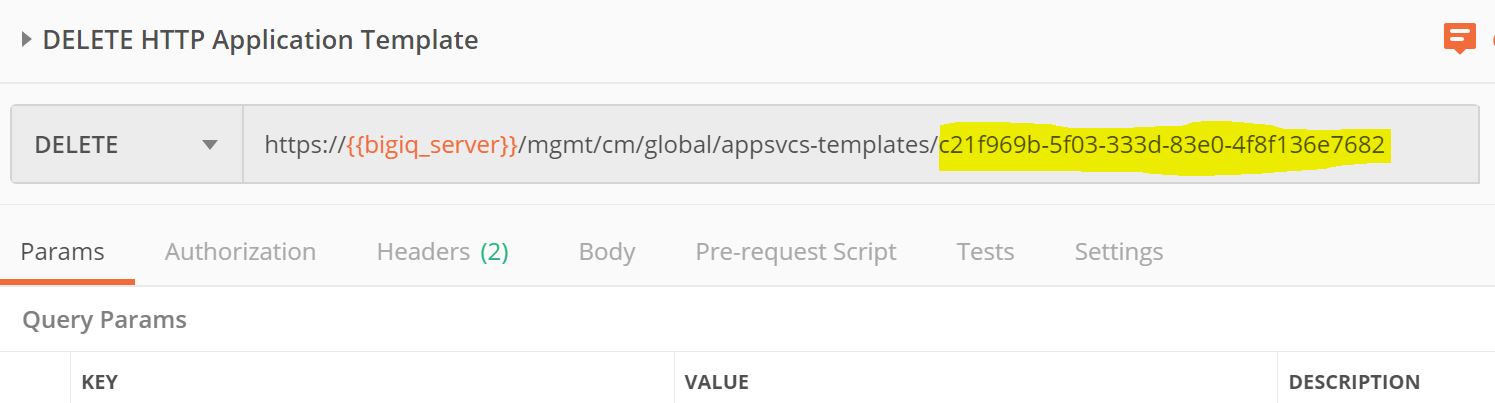 DELETE HTTP Application Template
DELETE https://{{bigiq_server}}/mgmt/cm/global/appsvcs-templates/c21f969b-5f03-333d-83e0-4f8f136e7682
Params Authorization Headers (2) Body Pre-request Script Tests Settings
Query Params
KEY VALUE DESCRIPTION